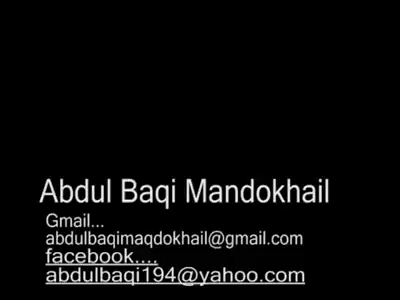 Abdul Baqi Mandokhail
Gmail...
abdulbaqimaqdokhail@gmail.com
facebook....
abdulbaqi194@yahoo.com